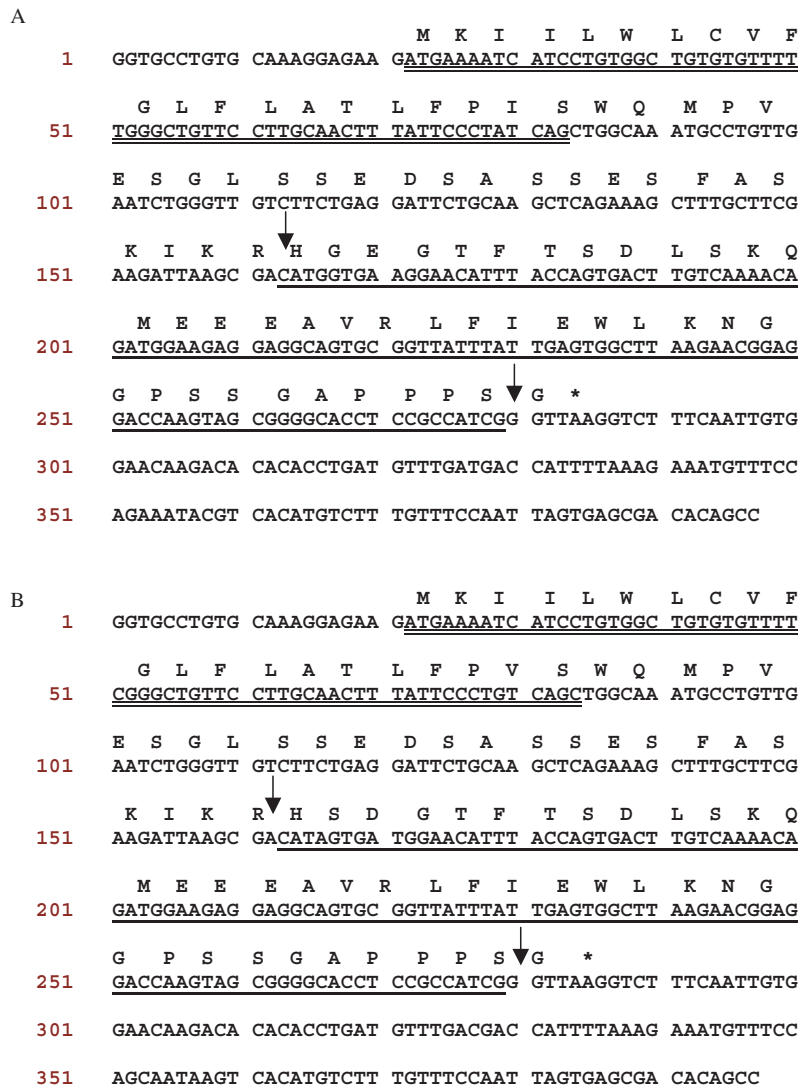 A
M K I I L W L C V F
1 GGTGCCTGTG CAAAGGAGAAG GATGAAAATC ATCCTGTGGC TGTGTGTTTT
G L F L A T L F P I S W Q M P V
51 TGGGCTGTTC CTTGCAACTT TATTCCCTAT CAGCTGGCAA ATGCCTGTTG
E S G L S S E D S A S S E S F A S
101 AATCTGGGTT GTCTTCTGAG GATTCTGCAA GCTCAGAAAG CTTTGCTTCG
K I K R H G E G T F T S D L S K Q
151 AAGATTAAGC GACATGGTGA AGGAACATTT ACCAGTGACT TGTCAAAACA
M E E E A V R L F I E W L K N G
201 GATGGAAGAG GAGGCAGTGC GGTTATTTAT TGAGTGGCTT AAGAACGGAG
G P S S G A P P P S G *
251 GACCAAGTAG CGGGGCACCT CCGCCATCGG GTTAAGGTCT TTCAATTGTG
301 GAACAAGACA CACACCTGAT GTTTGATGAC CATTTTAAAG AAATGTTTCC
351 AGAAATACGT CACATGTCTT TGTTTCCAAT TAGTGAGCGA CACAGCC
B
M K I I L W L C V F
1 GGTGCCTGTG CAAAGGAGAAG GATGAAAATC ATCCTGTGGC TGTGTGTTTT
G L F L A T L F P V S W Q M P V
51 CGGGCTGTTC CTTGCAACTT TATTCCCTGT CAGCTGGCAA ATGCCTGTTG
E S G L S S E D S A S S E S F A S
101 AATCTGGGTT GTCTTCTGAG GATTCTGCAA GCTCAGAAAG CTTTGCTTCG
K I K R H S D G T F T S D L S K Q
151 AAGATTAAGC GACATAGTGA TGGAACATTT ACCAGTGACT TGTCAAAACA
M E E E A V R L F I E W L K N G
201 GATGGAAGAG GAGGCAGTGC GGTTATTTAT TGAGTGGCTT AAGAACGGAG
G P S S G A P P P S G *
251 GACCAAGTAG CGGGGCACCT CCGCCATCGG GTTAAGGTCT TTCAATTGTG
301 GAACAAGACA CACACCTGAT GTTTGACGAC CATTTTAAAG AAATGTTTCC
351 AGCAATAAGT CACATGTCTT TGTTTCCAAT TAGTGAGCGA CACAGCC